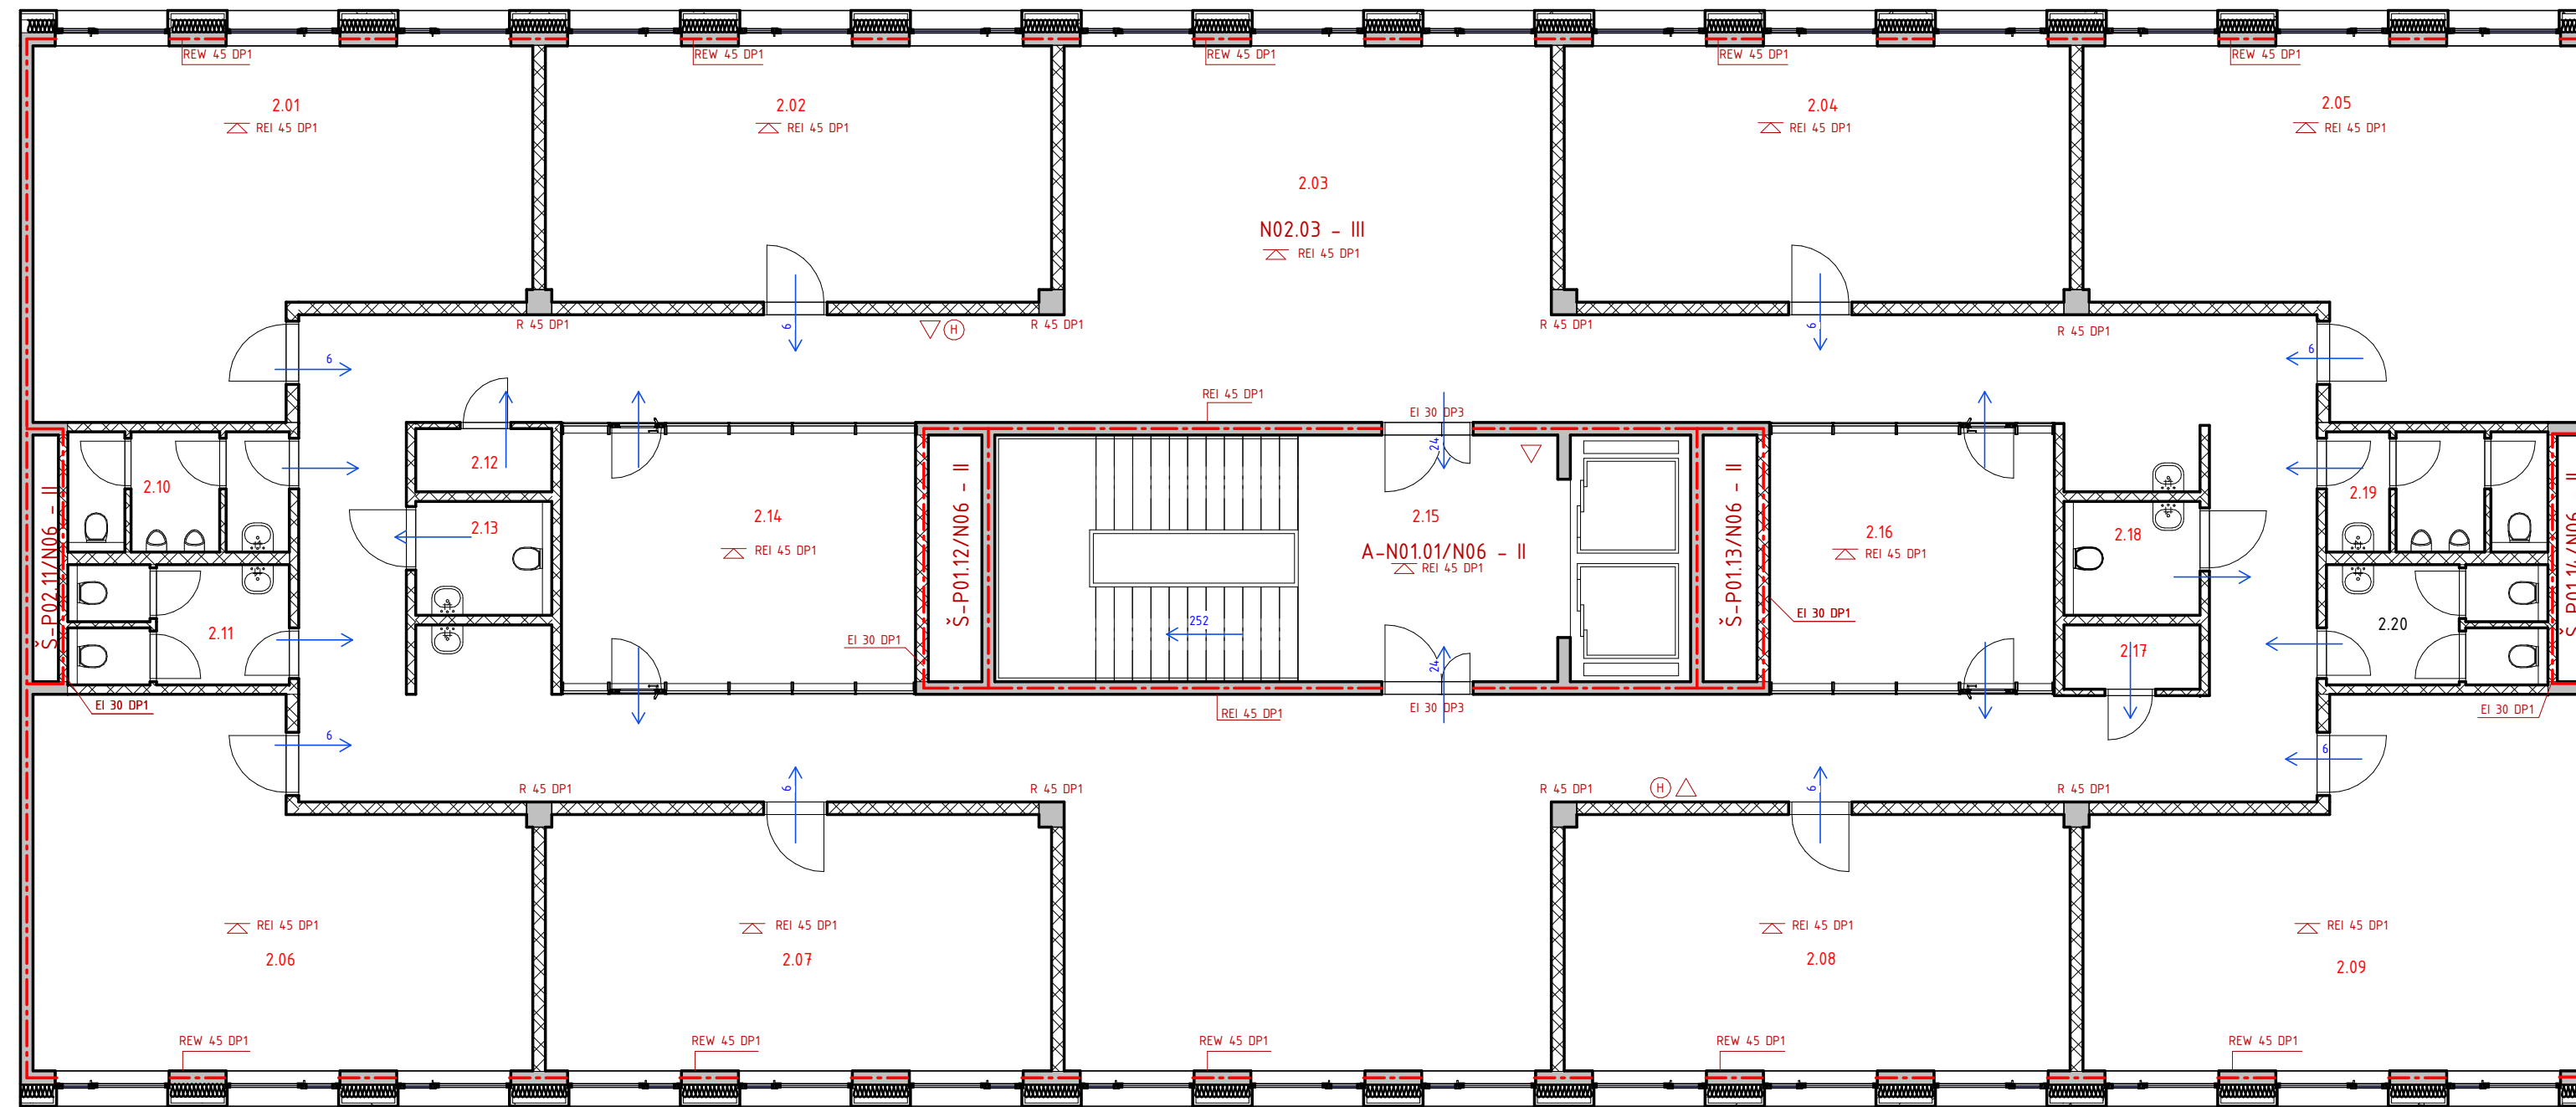 REW 45 DP1
REW 45 DP1
REW 45 DP1
REW 45 DP1
REW 45 DP1
2.01
REI 45 DP1
2.02
REI 45 DP1
2.03
N02.03 - III
REI 45 DP1
2.04
REI 45 DP1
2.05
REI 45 DP1
R 45 DP1
6
H
R 45 DP1
R 45 DP1
6
R 45 DP1
6
6
REI 45 DP1
EI 30 DP3
24
2.10
2.12
2.13
2.14
REI 45 DP1
Š-P02.11/N06 - II
2.11
EI 30 DP1
EI 30 DP1
Š-P01.12/N06 - II
252
2.15
A-N01.01/N06 - II
REI 45 DP1
24
Š-P01.13/N06 - II
EI 30 DP1
2.16
REI 45 DP1
2.18
2.17
2.19
2.20
Š-P01.14/N06 - II
EI 30 DP1
REI 45 DP1
EI 30 DP3
6
6
R 45 DP1
6
R 45 DP1
R 45 DP1
H
6
R 45 DP1
REI 45 DP1
2.06
REI 45 DP1
2.07
REI 45 DP1
2.08
REI 45 DP1
2.09
REW 45 DP1
REW 45 DP1
REW 45 DP1
REW 45 DP1
REW 45 DP1